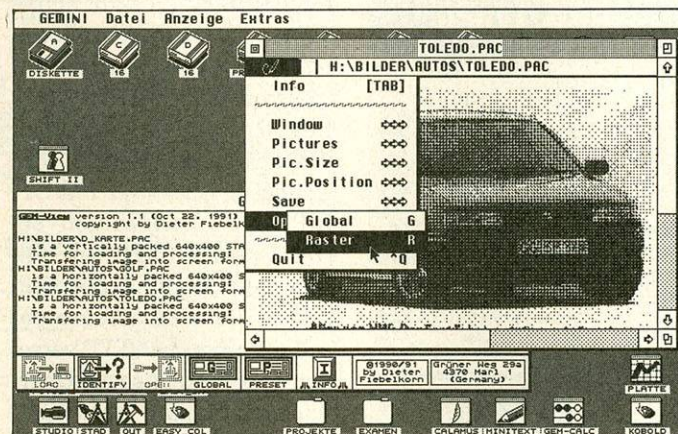 GEMINI Datei Anzeige Extras
A
C
D
DISKETTE
16
16
PR
TOLEDO.PAC
H:\BILDER\AUTOS\TOLEDO.PAC
Info [TAB]
Window
Pictures
Pic.Size
Pic.Position
Save
Op
Global G
Raster R
Quit ^Q
SHIFT II
G
GEM-View version 1.1 (Oct 22, 1991)
copyright by Dieter Fiebelk
H:\BILDER\D_KARTE.PAC
is a vertically packed 640x400 STA
Time for loading and processing:
Transfering image into screen form
H:\BILDER\AUTOS\GOLF.PAC
is a horizontally packed 640x400 S
Time for loading and processing:
Transfering image into screen form
H:\BILDER\AUTOS\TOLEDO.PAC
is a horizontally packed 640x400 S
Time for loading and processing:
Transfering image into screen form
LOAD
IDENTIFY
GLOBAL
PRESET
INFO
©1990/91
by Dieter
Fiebelkorn
Grüner Weg 29a
4370 Marl 1
(Germany)
PLATTE
STUDIO
STAD
OUT
EASY COL
PROJEKTE
EXAMEN
CALAMUS
MINITEXT
GEM-CALC
KOBOLD